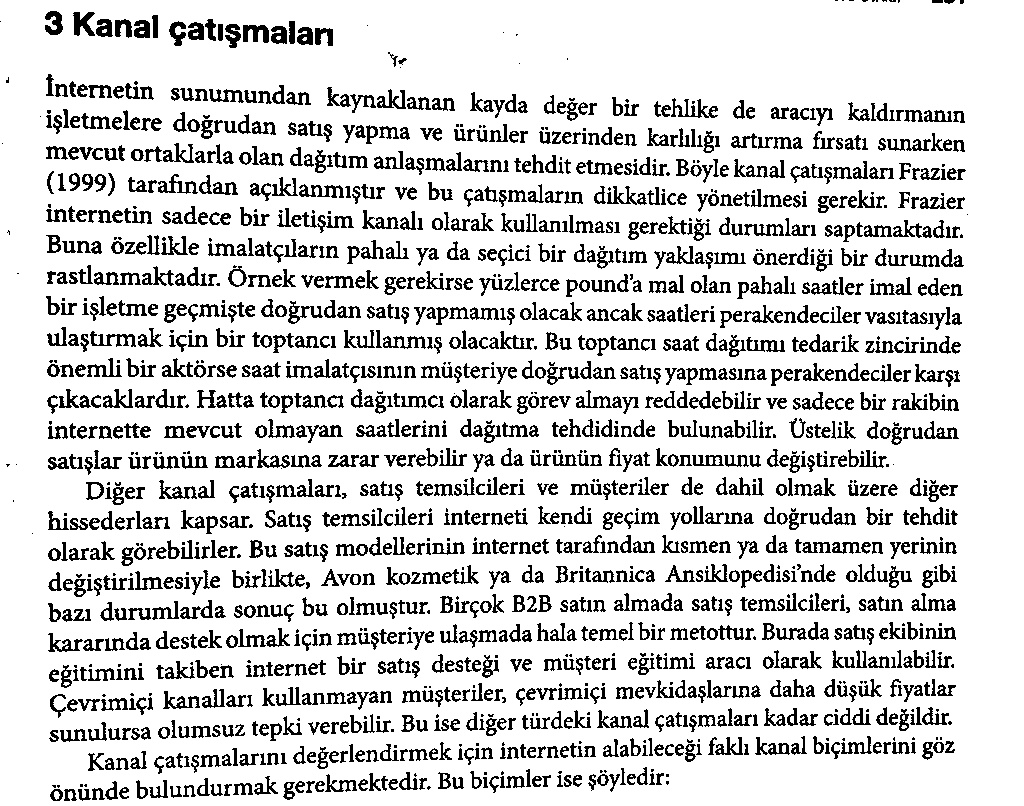 3 Kanal çatışmaları
İnternetin sunumundan kaynaklanan kayda değer bir tehlike de aracıyı kaldırmanın
işletmelere doğrudan satış yapma ve ürünler üzerinden karlılığı artırma fırsatı sunarken
mevcut ortaklarla olan dağıtım anlaşmalarını tehdit etmesidir. Böyle kanal çatışmaları Frazier
(1999) tarafından açıklanmıştır ve bu çatışmaların dikkatlice yönetilmesi gerekir. Frazier
internetin sadece bir iletişim kanalı olarak kullanılması gerektiği durumları saptamaktadır.
Buna özellikle imalatçıların pahalı ya da seçici bir dağıtım yaklaşımı önerdiği bir durumda
rastlanmaktadır. Örnek vermek gerekirse yüzlerce pound'a mal olan pahalı saatler imal eden
bir işletme geçmişte doğrudan satış yapmamış olacak ancak saatleri perakendeciler vasıtasıyla
ulaştırmak için bir toptancı kullanmış olacaktır. Bu toptancı saat dağıtımı tedarik zincirinde
önemli bir aktörse saat imalatçısının müşteriye doğrudan satış yapmasına perakendeciler karşı
çıkacaklardır. Hatta toptancı dağıtımcı olarak görev almayı reddedebilir ve sadece bir rakibin
internette mevcut olmayan saatlerini dağıtma tehdidinde bulunabilir. Üstelik doğrudan
satışlar ürünün markasına zarar verebilir ya da ürünün fiyat konumunu değiştirebilir.
Diğer kanal çatışmaları, satış temsilcileri ve müşteriler de dahil olmak üzere diğer
hissederları kapsar. Satış temsilcileri interneti kendi geçim yollarına doğrudan bir tehdit
olarak görebilirler. Bu satış modellerinin internet tarafından kısmen ya da tamamen yerinin
değiştirilmesiyle birlikte, Avon kozmetik ya da Britannica Ansiklopedisi'nde olduğu gibi
bazı durumlarda sonuç bu olmuştur. Birçok B2B satın almada satış temsilcileri, satın alma
kararında destek olmak için müşteriye ulaşmada hala temel bir metottur. Burada satış ekibinin
eğitimini takiben internet bir satış desteği ve müşteri eğitimi aracı olarak kullanılabilir.
Çevrimiçi kanalları kullanmayan müşteriler, çevrimiçi mevkidaşlarına daha düşük fiyatlar
sunulursa olumsuz tepki verebilir. Bu ise diğer türdeki kanal çatışmaları kadar ciddi değildir.
Kanal çatışmalarını değerlendirmek için internetin alabileceği faklı kanal biçimlerini göz
önünde bulundurmak gerekmektedir. Bu biçimler ise şöyledir: